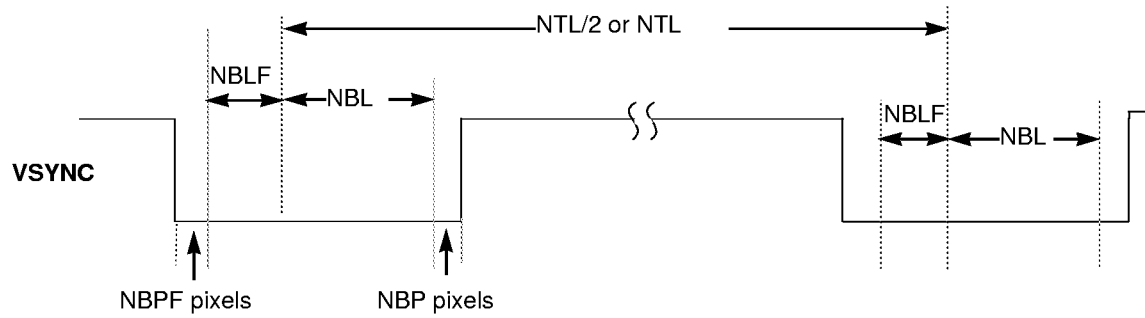 NTL/2 or NTL
NBLF
NBL
NBLF
NBL
VSYNC
NBPF pixels
NBP pixels